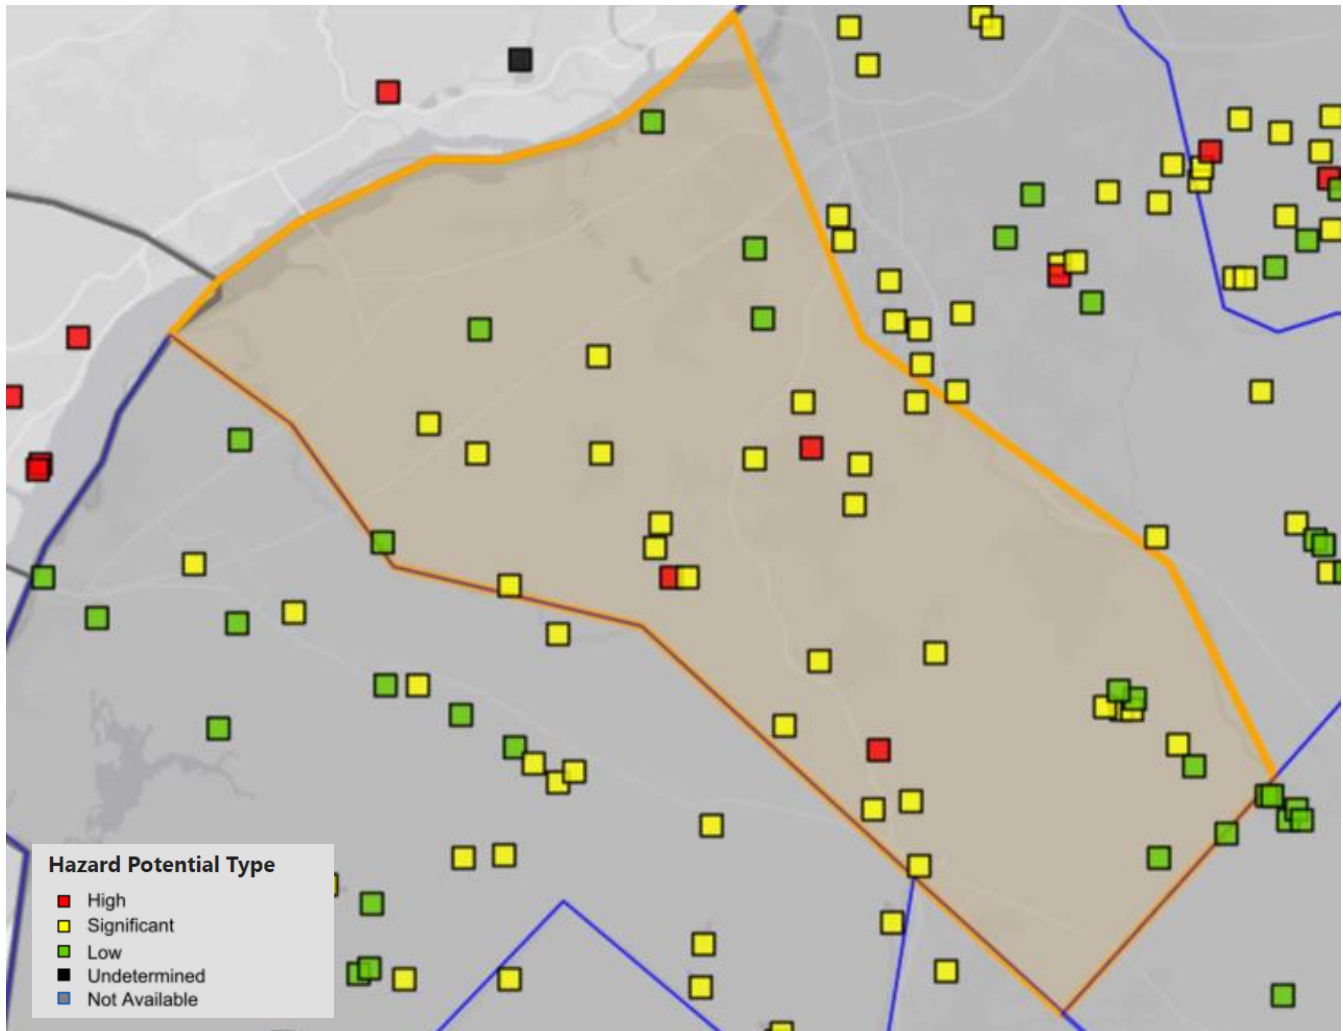 Hazard Potential Type
High
Significant
Low
Undetermined
Not Available